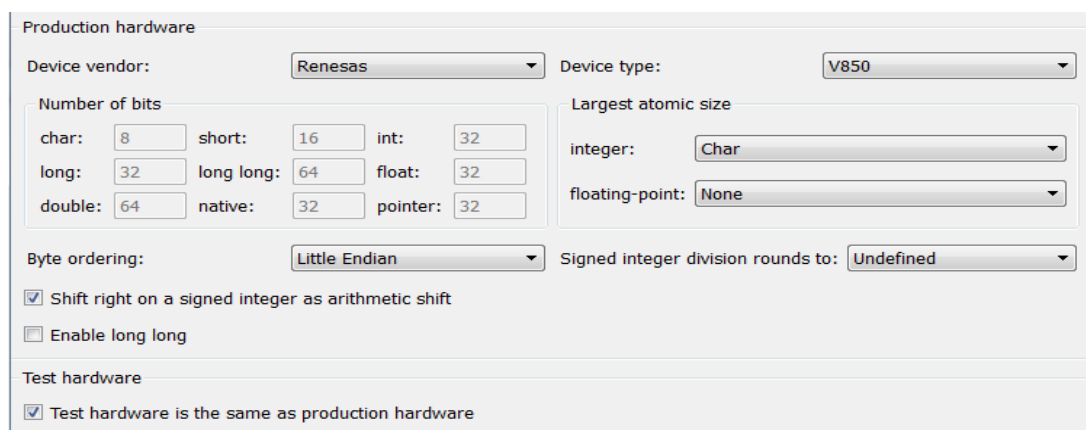 Production hardware
Device vendor: Renesas Device type: V850
Number of bits Largest atomic size
char: 8 short: 16 int: 32
integer: Char
long: 32 long long: 64 float: 32
floating-point: None
double: 64 native: 32 pointer: 32
Byte ordering: Little Endian Signed integer division rounds to: Undefined
Shift right on a signed integer as arithmetic shift
Enable long long
Test hardware
Test hardware is the same as production hardware